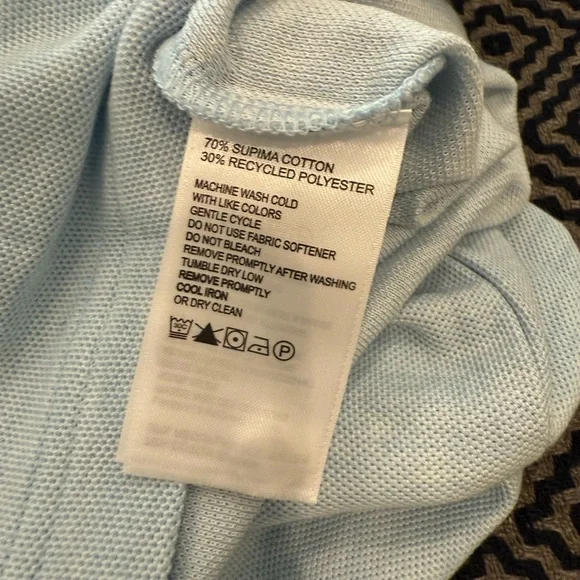 70% SUPIMA COTTON
30% RECYCLED POLYESTER
MACHINE WASH COLD
WITH LIKE COLORS
GENTLE CYCLE
DO NOT USE FABRIC SOFTENER
DO NOT BLEACH
REMOVE PROMPTLY AFTER WASHING
TUMBLE DRY LOW
REMOVE PROMPTLY
COOL IRON
OR DRY CLEAN
30C P